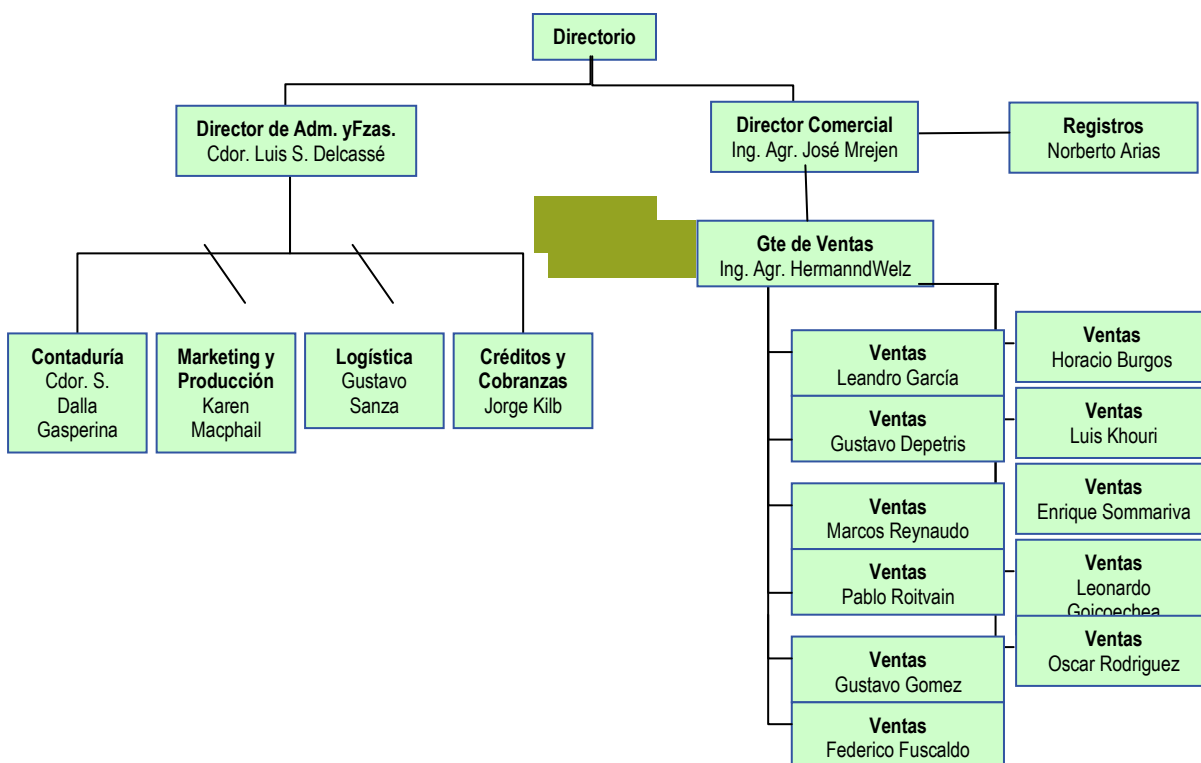 Directorio
Director de Adm. yFzas.
Cdor. Luis S. Delcassé
Director Comercial
Ing. Agr. José Mrejen
Registros
Norberto Arias
Gte de Ventas
Ing. Agr. HermanndWelz
Contaduría
Cdor. S.
Dalla
Gasperina
Marketing y
Producción
Karen
Macphail
Logística
Gustavo
Sanza
Créditos y
Cobranzas
Jorge Kilb
Ventas
Leandro García
Ventas
Gustavo Depetris
Ventas
Marcos Reynaudo
Ventas
Pablo Roitvain
Ventas
Gustavo Gomez
Ventas
Federico Fuscaldo
Ventas
Horacio Burgos
Ventas
Luis Khouri
Ventas
Enrique Sommariva
Ventas
Leonardo
Goicoechea
Ventas
Oscar Rodriguez